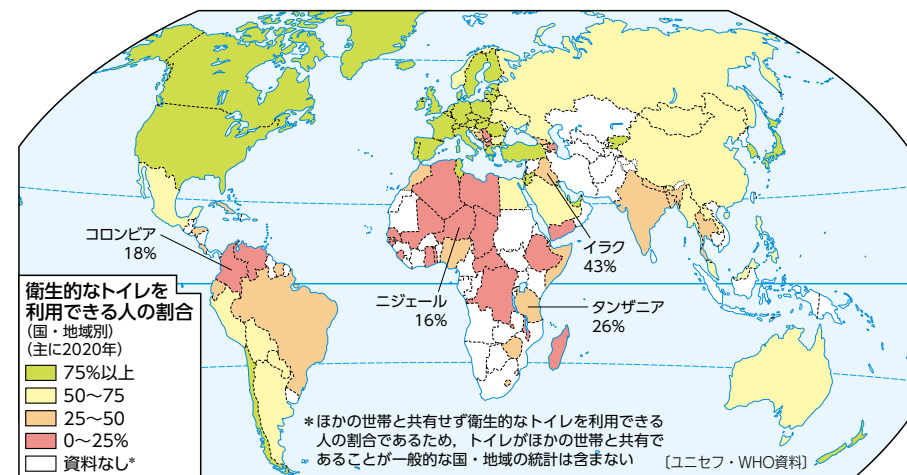 コロンビア
18%
ニジェール
16%
イラク
43%
タンザニア
26%
衛生的なトイレを
利用できる人の割合
(国・地域別)
(主に2020年)
75%以上
50〜75
25〜50
0〜25%
資料なし*
*ほかの世帯と共有せず衛生的なトイレを利用できる
人の割合であるため，トイレがほかの世帯と共有で
あることが一般的な国・地域の統計は含まない
〔ユニセフ・WHO資料〕